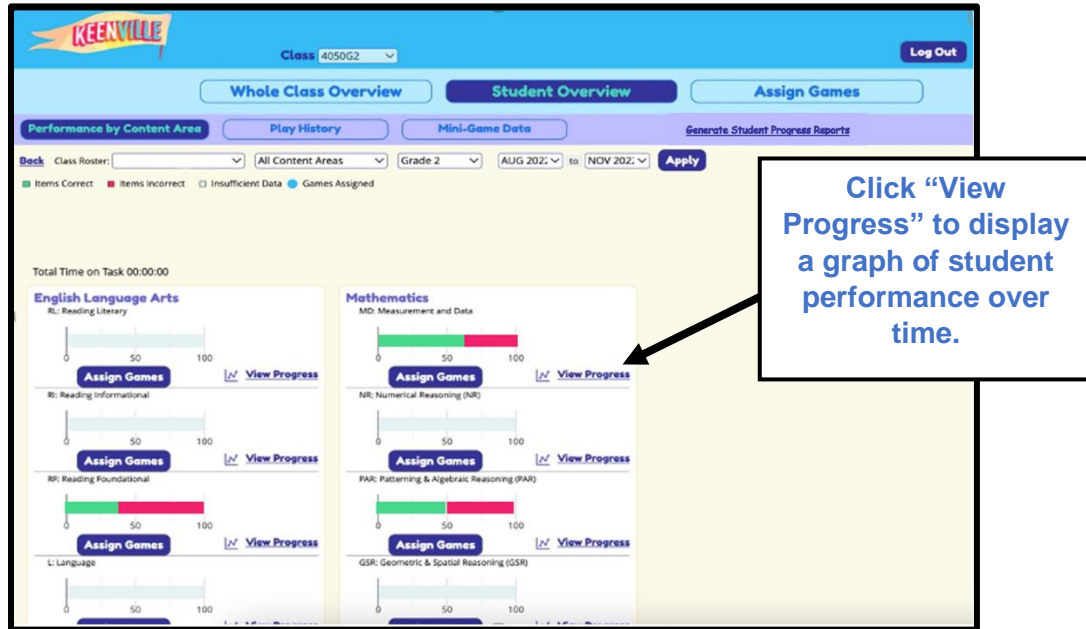 KEENVILLE
Class 4050G2
Log Out
Whole Class Overview Student Overview Assign Games
Performance by Content Area Play History Mini-Game Data Generate Student Progress Reports
Back Class Roster: All Content Areas Grade 2 AUG 202 to NOV 202 Apply
Items Correct Items Incorrect Insufficient Data Games Assigned
Click “View
Progress” to display
a graph of student
performance over
time.
Total Time on Task 00:00:00
English Language Arts
RL: Reading Literary
0 50 100
Assign Games View Progress
RI: Reading Informational
0 50 100
Assign Games View Progress
RF: Reading Foundational
0 50 100
Assign Games View Progress
L: Language
0 50 100
Mathematics
MD: Measurement and Data
0 50 100
Assign Games View Progress
NR: Numerical Reasoning (NR)
0 50 100
Assign Games View Progress
PAR: Patterning & Algebraic Reasoning (PAR)
0 50 100
Assign Games View Progress
GSR: Geometric & Spatial Reasoning (GSR)
0 50 100